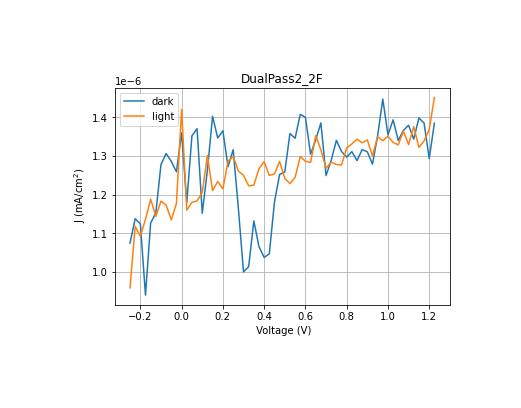 DualPass2_2F
1e−6
dark
light
1.4
1.3
1.2
1.1
1.0
J (mA/cm²)
−0.2 0.0 0.2 0.4 0.6 0.8 1.0 1.2
Voltage (V)